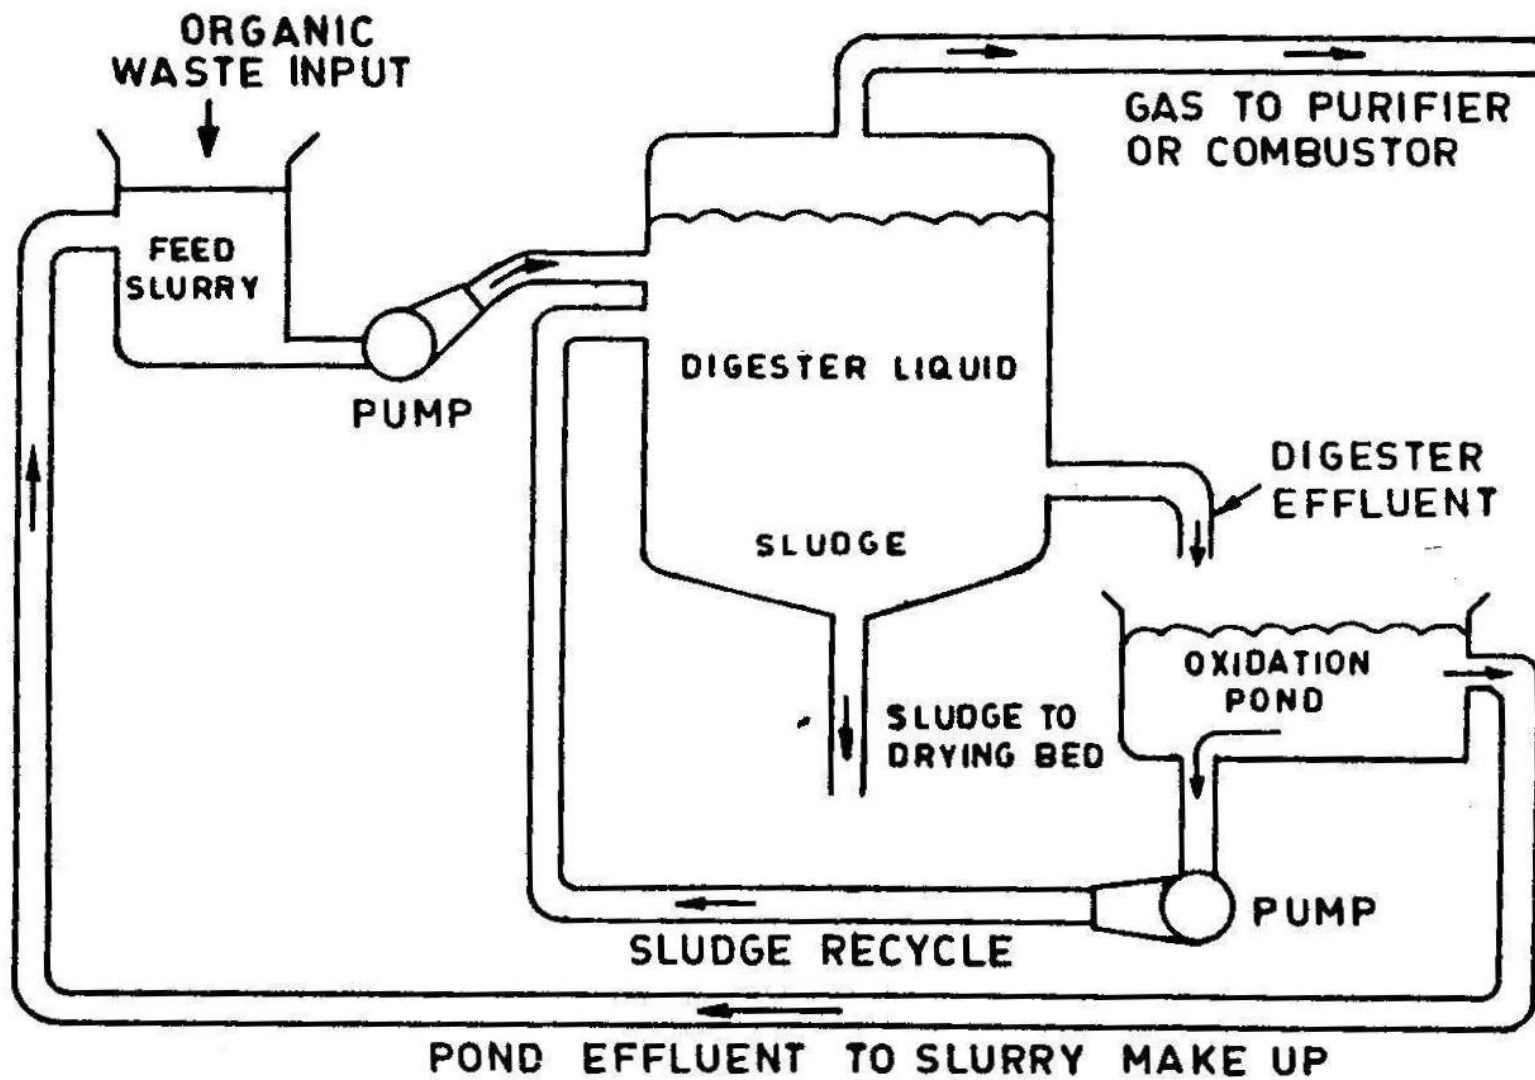 ORGANIC
WASTE INPUT
GAS TO PURIFIER
OR COMBUSTOR
FEED
SLURRY
PUMP
DIGESTER LIQUID
DIGESTER
EFFLUENT
SLUDGE
OXIDATION
POND
SLUDGE TO
DRYING BED
PUMP
SLUDGE RECYCLE
POND EFFLUENT TO SLURRY MAKE UP